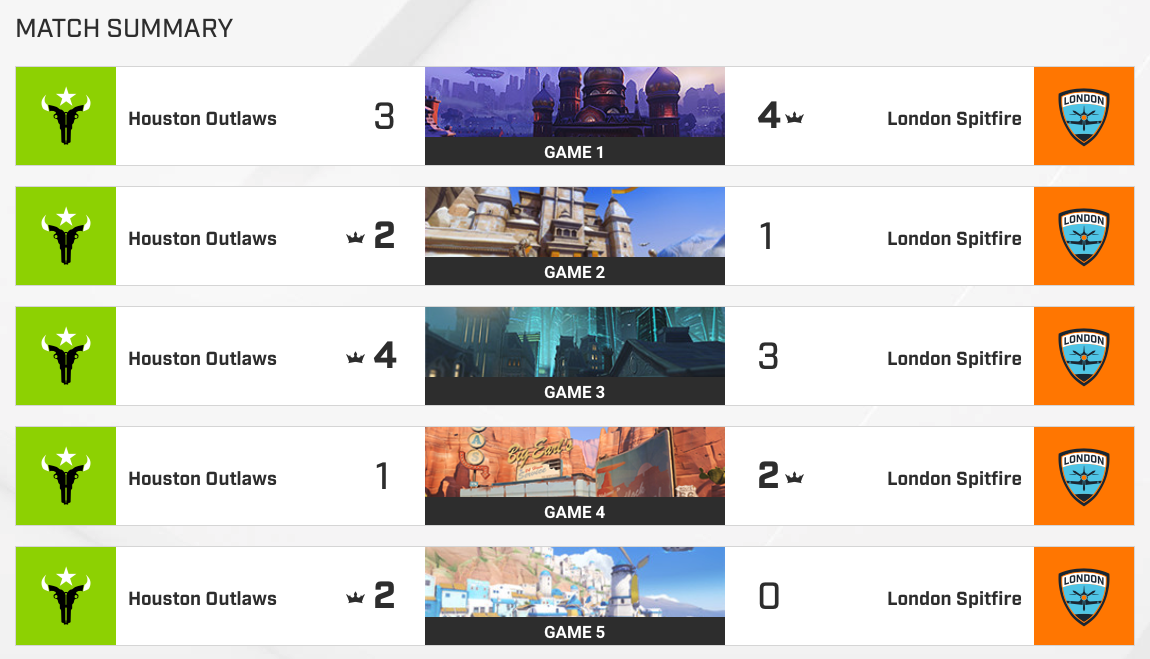 MATCH SUMMARY
Houston Outlaws 3 4 London Spitfire LONDON
GAME 1
Houston Outlaws 2 1 London Spitfire LONDON
GAME 2
Houston Outlaws 4 3 London Spitfire LONDON
GAME 3
Houston Outlaws 1 2 London Spitfire LONDON
Big Earl's
GAME 4
Houston Outlaws 2 0 London Spitfire LONDON
GAME 5